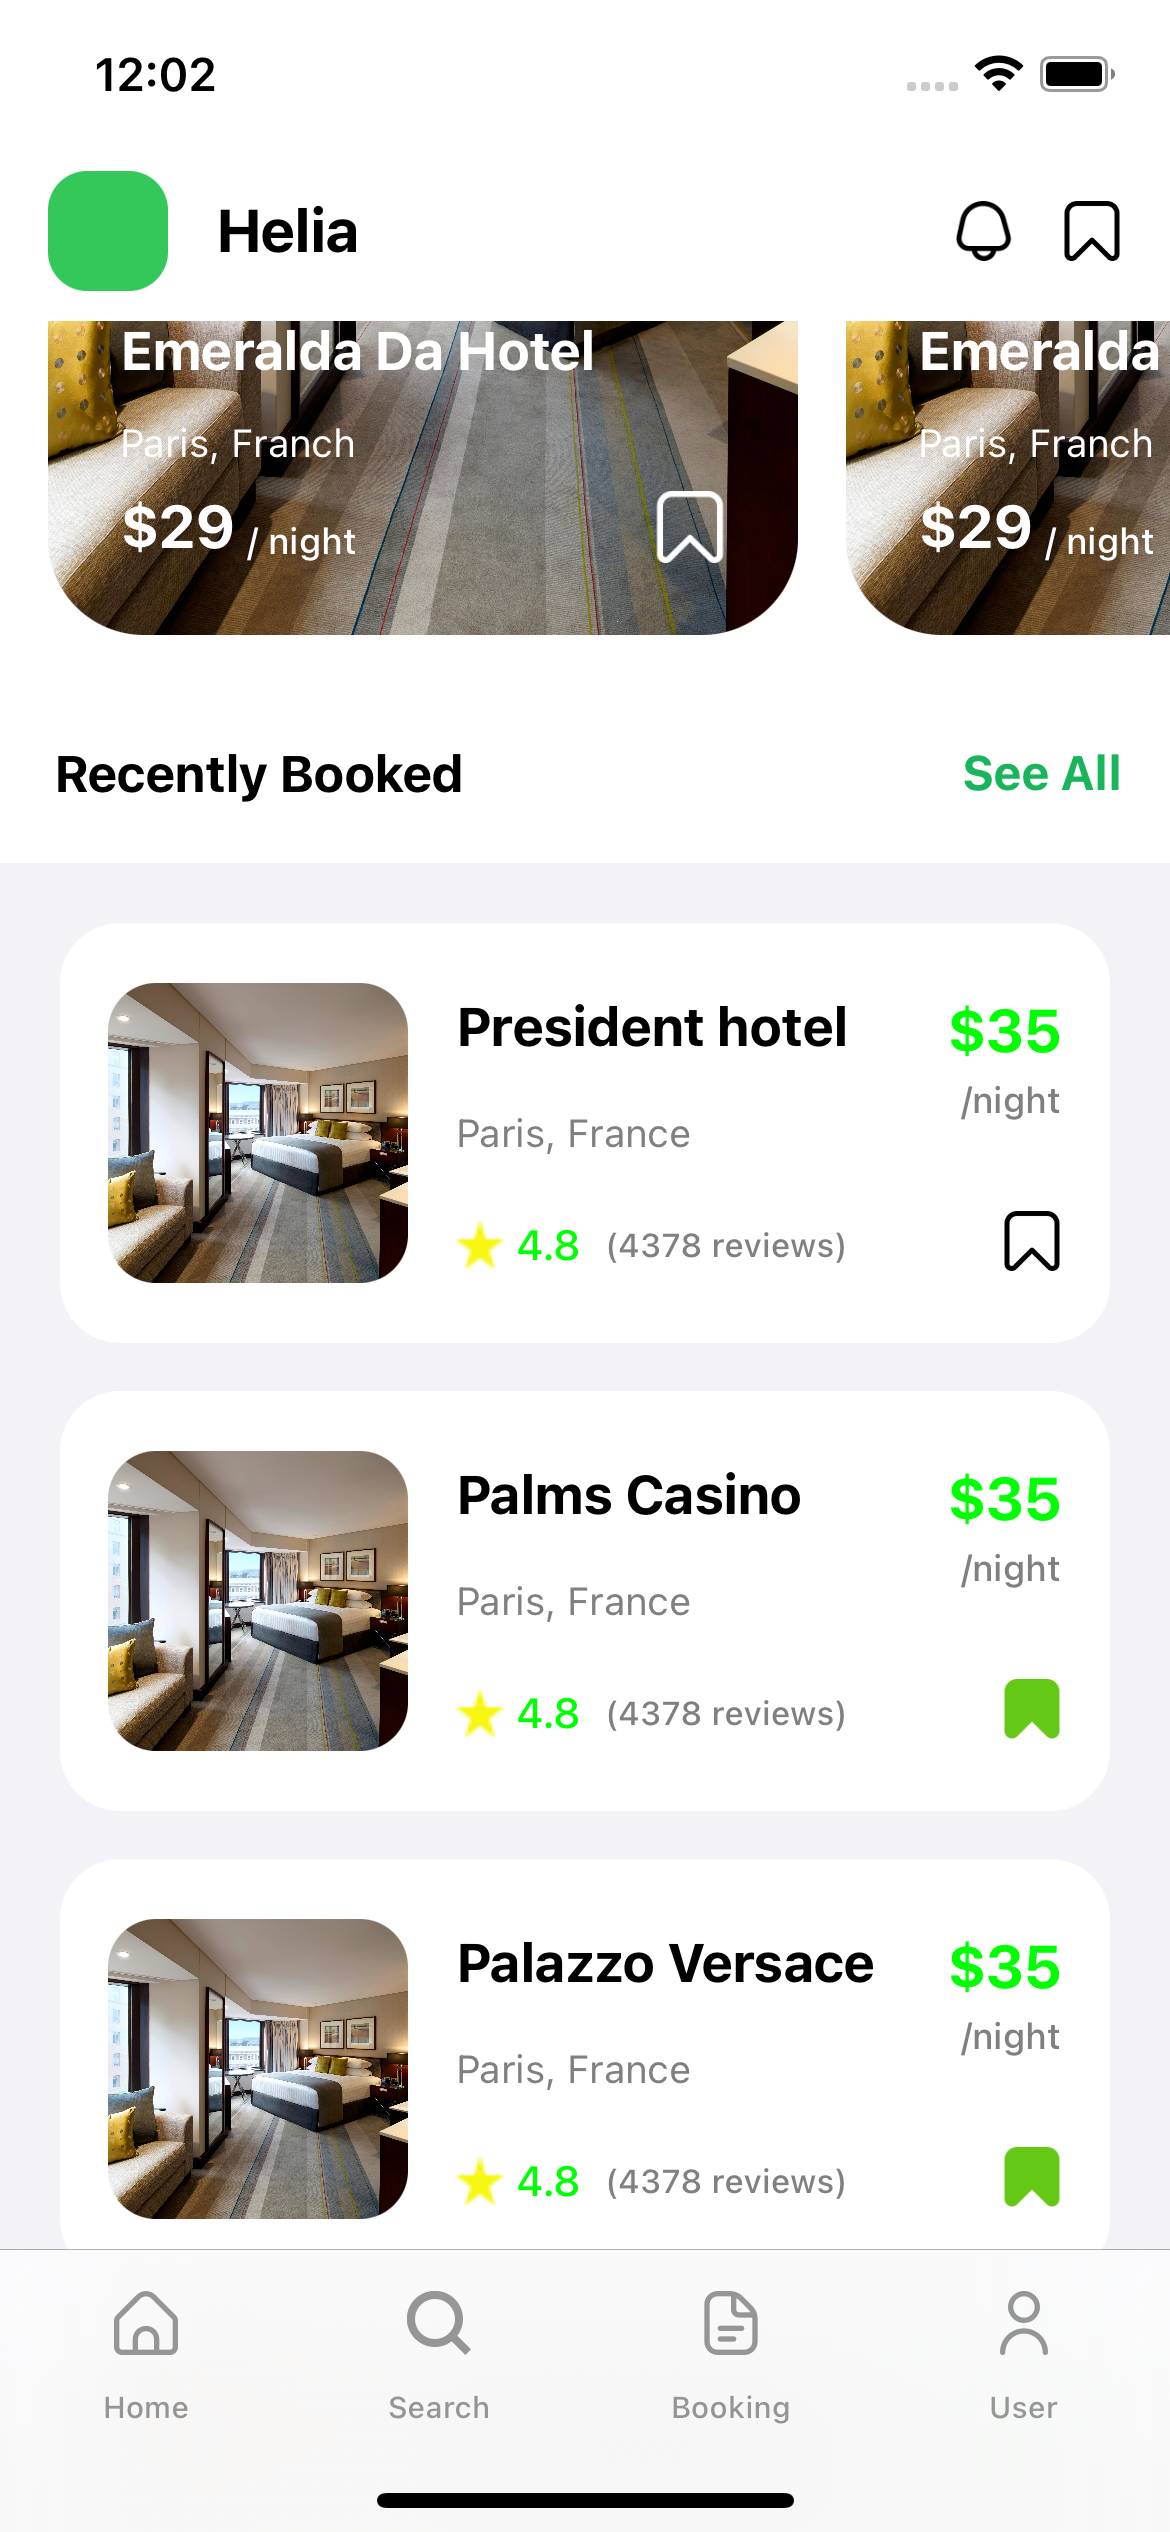 12:02
Helia
Emeralda Da Hotel
Paris, Franch
$29 / night
Emeralda
Paris, Franch
$29 / night
Recently Booked
See All
President hotel
$35
/night
Paris, France
4.8 (4378 reviews)
Palms Casino
$35
/night
Paris, France
4.8 (4378 reviews)
Palazzo Versace
$35
/night
Paris, France
4.8 (4378 reviews)
Home
Search
Booking
User